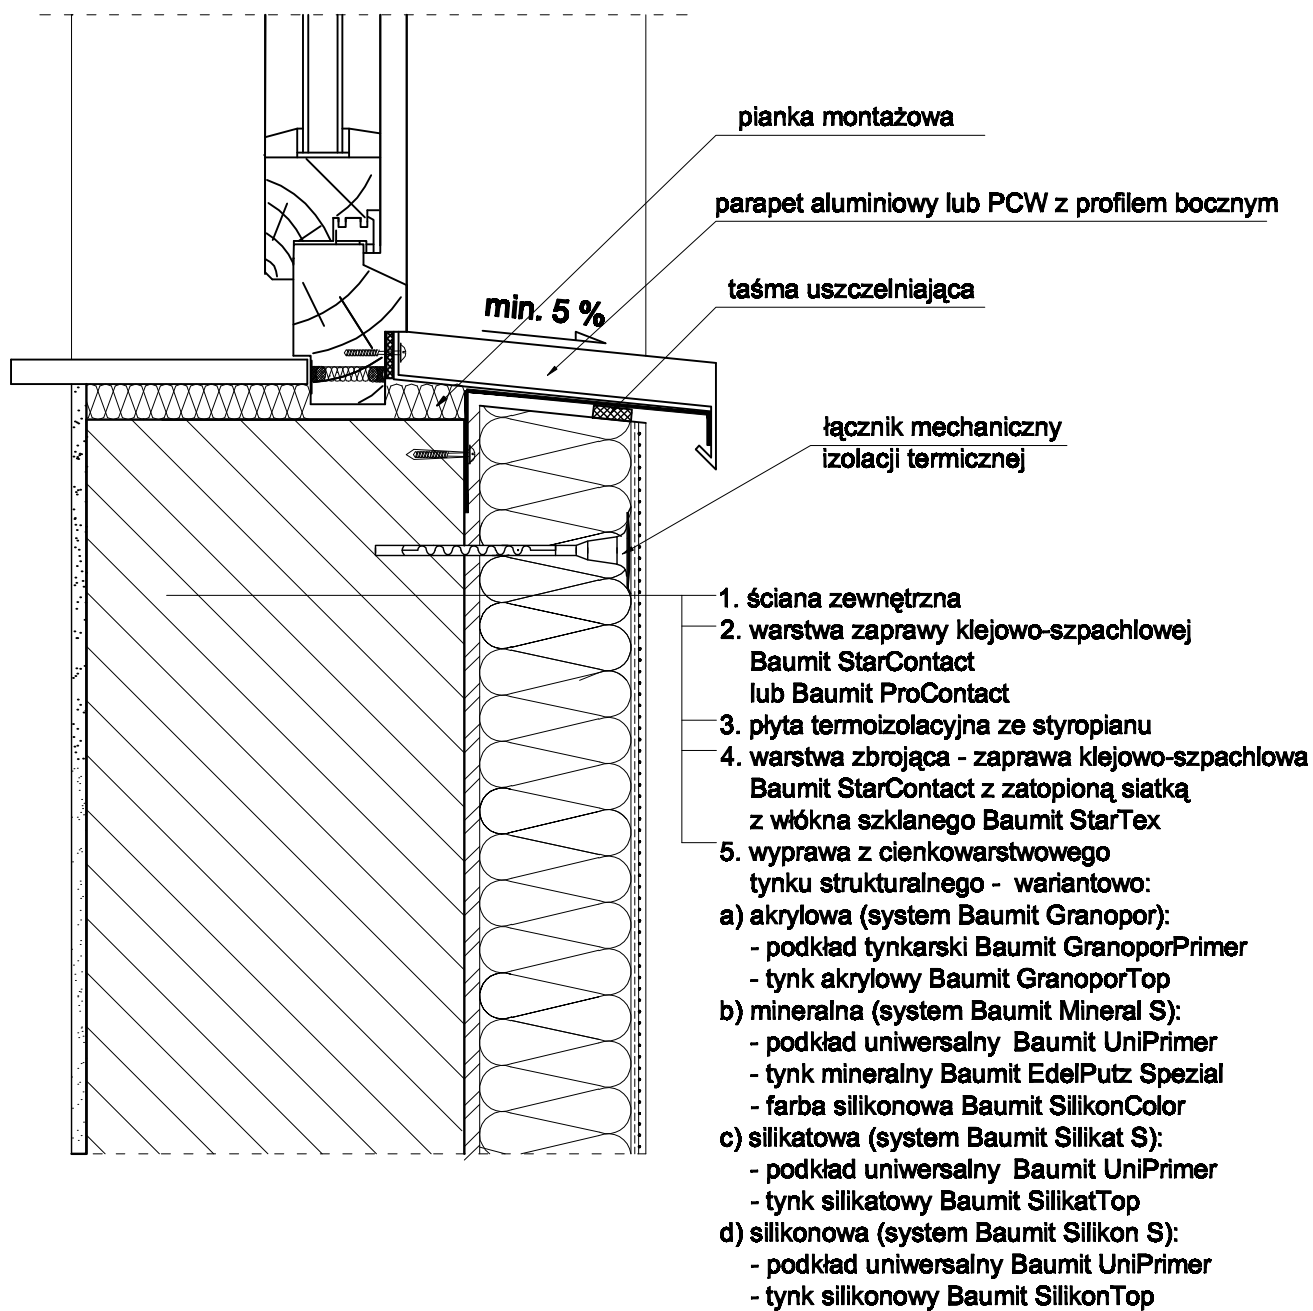 pianka montażowa
parapet aluminiowy lub PCW z profilem bocznym
taśma uszczelniająca
min. 5 %
łącznik mechaniczny
izolacji termicznej
1. ściana zewnętrzna
2. warstwa zaprawy klejowo-szpachlowej
Baumit StarContact
lub Baumit ProContact
3. płyta termoizolacyjna ze styropianu
4. warstwa zbrojąca - zaprawa klejowo-szpachlowa
Baumit StarContact z zatopioną siatką
z włókna szklanego Baumit StarTex
5. wyprawa z cienkowarstwowego
tynku strukturalnego - wariantowo:
a) akrylowa (system Baumit Granopor):
- podkład tynkarski Baumit GranoporPrimer
- tynk akrylowy Baumit GranoporTop
b) mineralna (system Baumit Mineral S):
- podkład uniwersalny Baumit UniPrimer
- tynk mineralny Baumit EdelPutz Spezial
- farba silikonowa Baumit SilikonColor
c) silikatowa (system Baumit Silikat S):
- podkład uniwersalny Baumit UniPrimer
- tynk silikatowy Baumit SilikatTop
d) silikonowa (system Baumit Silikon S):
- podkład uniwersalny Baumit UniPrimer
- tynk silikonowy Baumit SilikonTop